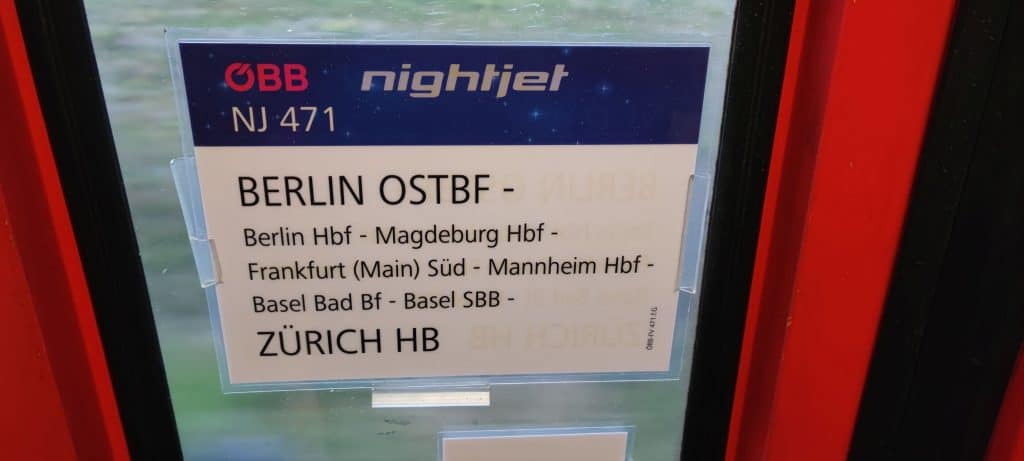 ÖBB nightjet
NJ 471
BERLIN OSTBF -
Berlin Hbf - Magdeburg Hbf -
Frankfurt (Main) Süd - Mannheim Hbf -
Basel Bad Bf - Basel SBB -
ZÜRICH HB